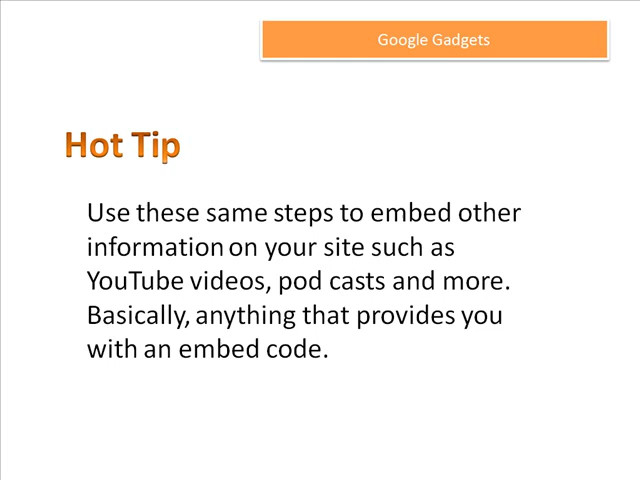 Google Gadgets
Hot Tip
Use these same steps to embed other
information on your site such as
YouTube videos, pod casts and more.
Basically, anything that provides you
with an embed code.